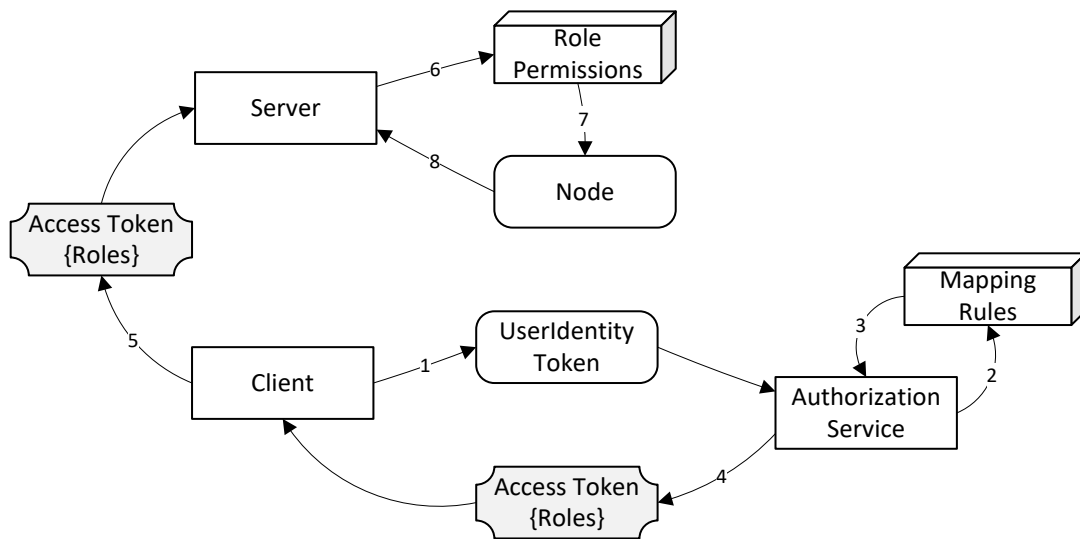 Role
Permissions
6
Server
7
8
Node
Access Token
{Roles}
Mapping
Rules
5
UserIdentity
Token
3
1
Client
2
Authorization
Service
4
Access Token
{Roles}